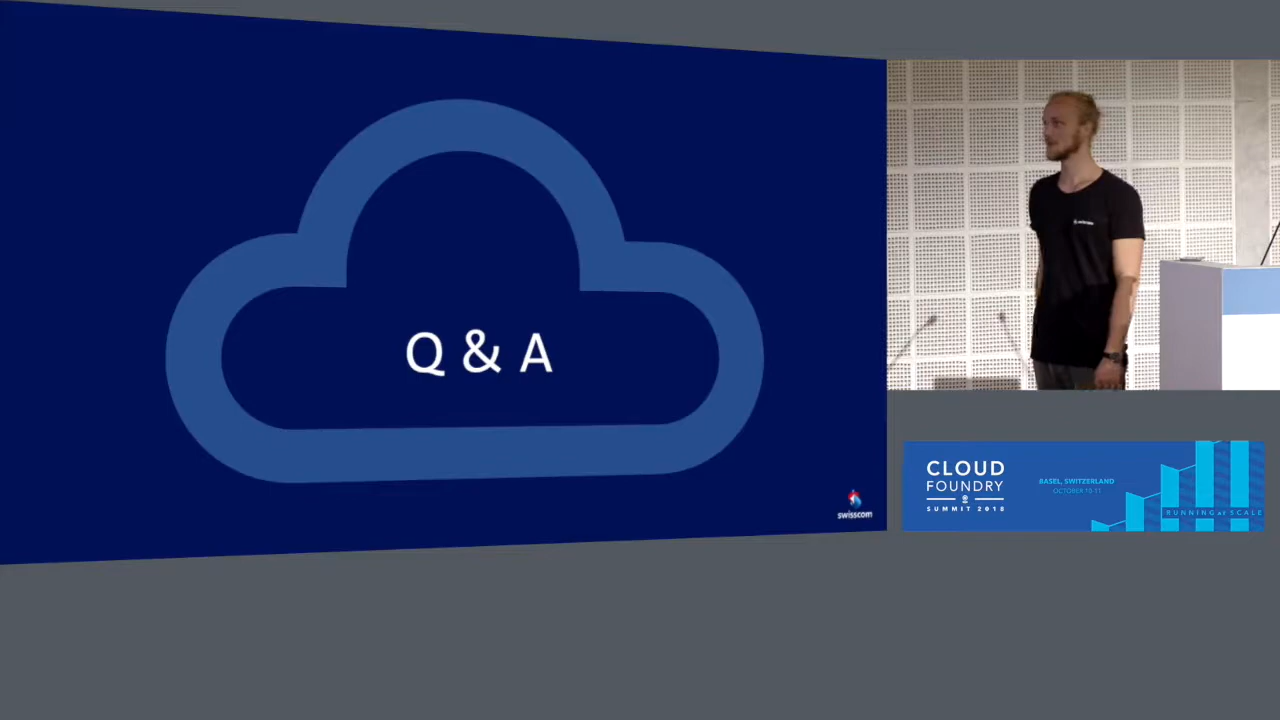 Q & A
swisscom
CLOUD
FOUNDRY
SUMMIT 2018
BASEL, SWITZERLAND
OCTOBER 10-11
RUNNING AT SCALE